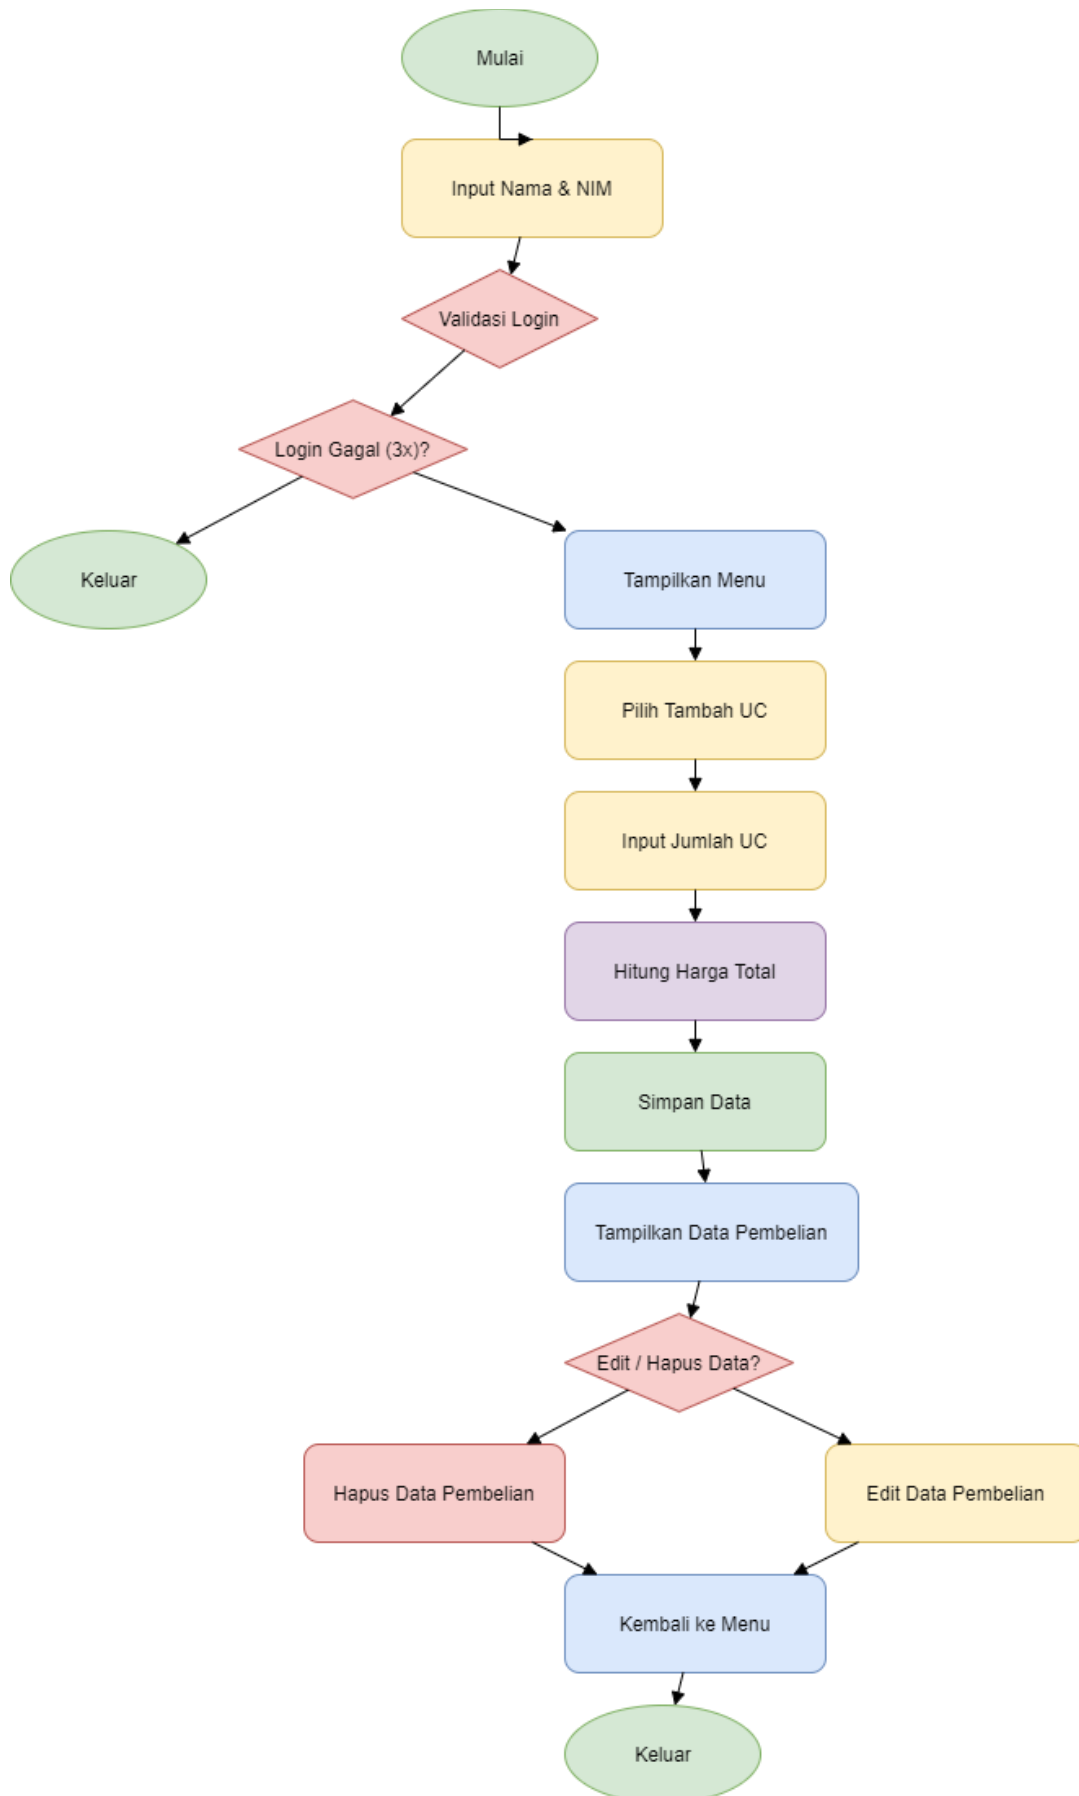 Mulai
Input Nama & NIM
Validasi Login
Login Gagal (3x)?
Keluar
Tampilkan Menu
Pilih Tambah UC
Input Jumlah UC
Hitung Harga Total
Simpan Data
Tampilkan Data Pembelian
Edit / Hapus Data?
Hapus Data Pembelian
Edit Data Pembelian
Kembali ke Menu
Keluar